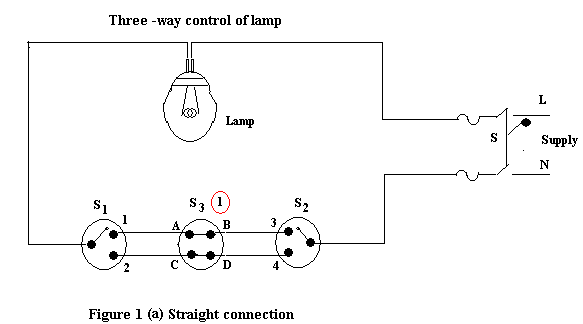 Three -way control of lamp
Lamp
L
S
Supply
N
S1
S3
1
S2
1
A
B
3
2
C
D
4
Figure 1 (a) Straight connection